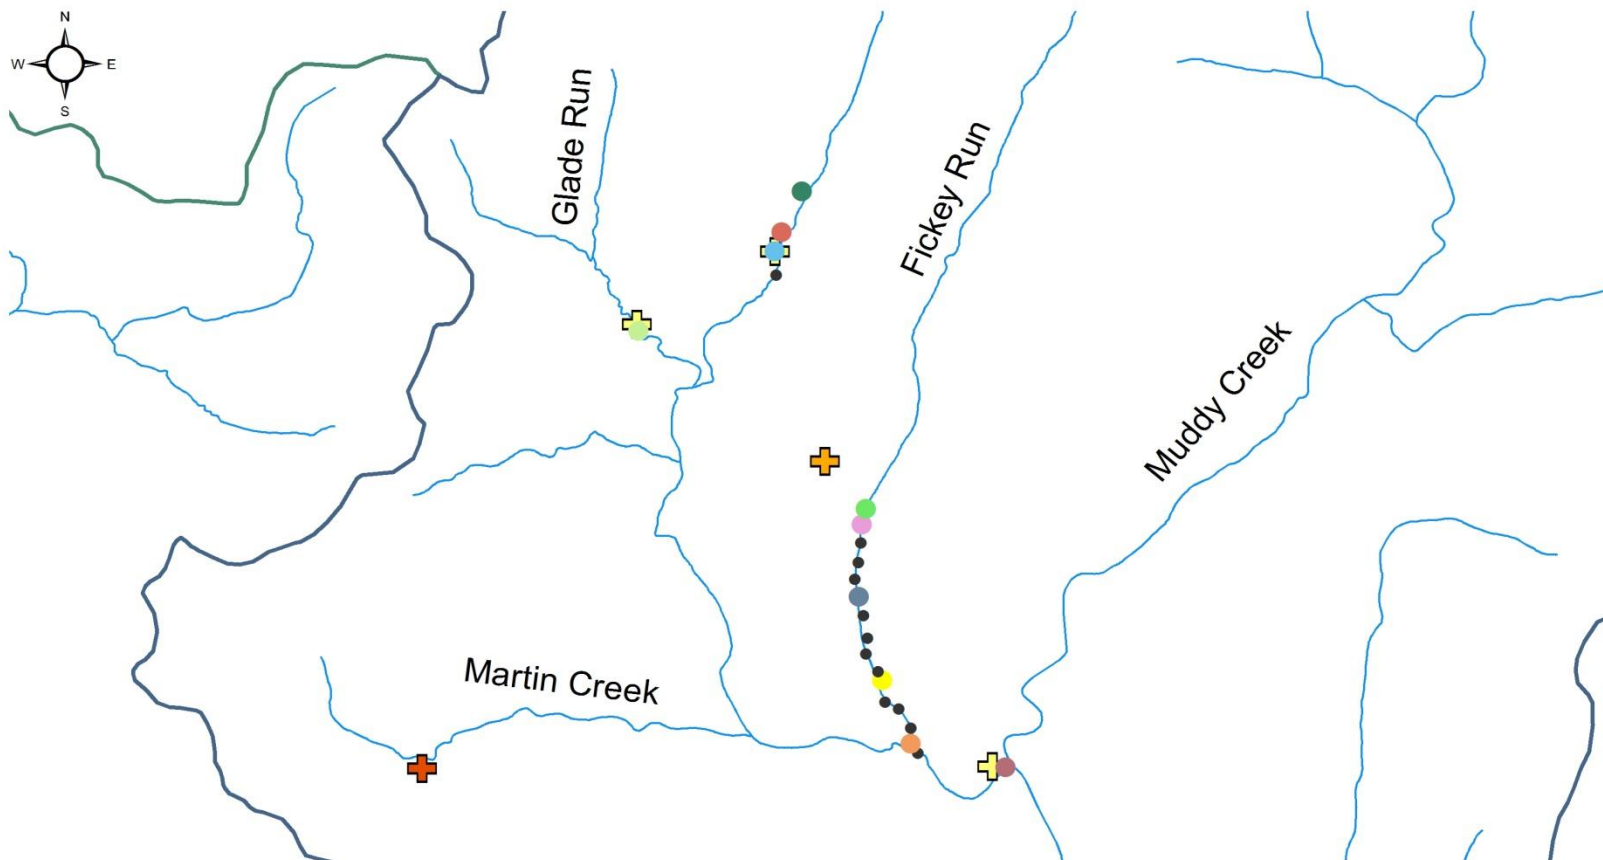 N
W E
S
Glade Run
Fickey Run
Muddy Creek
Martin Creek